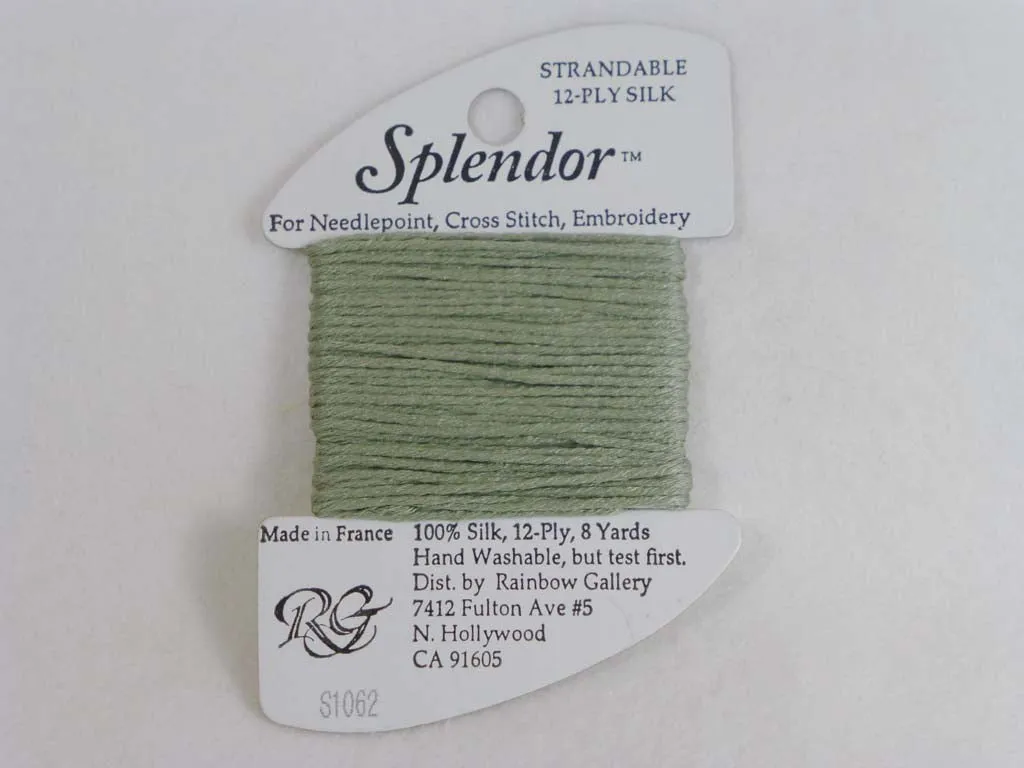 STRANDABLE
12-PLY SILK
Splendor™
For Needlepoint, Cross Stitch, Embroidery
Made in France
100% Silk, 12-Ply, 8 Yards
Hand Washable, but test first.
Dist. by Rainbow Gallery
7412 Fulton Ave #5
N. Hollywood
CA 91605
RG
S1062